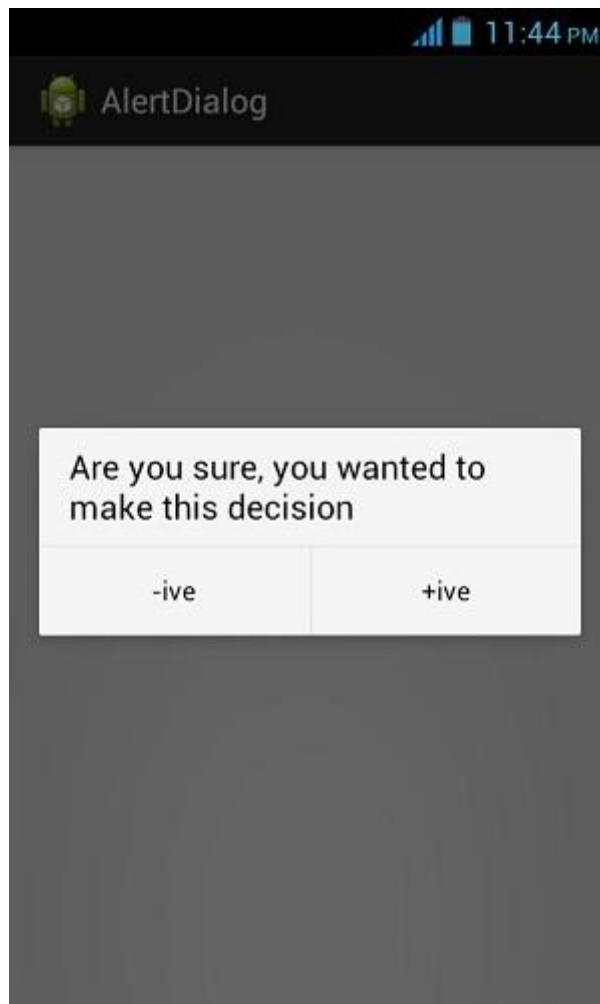 11:44 PM
AlertDialog
Are you sure, you wanted to
make this decision
-ive +ive